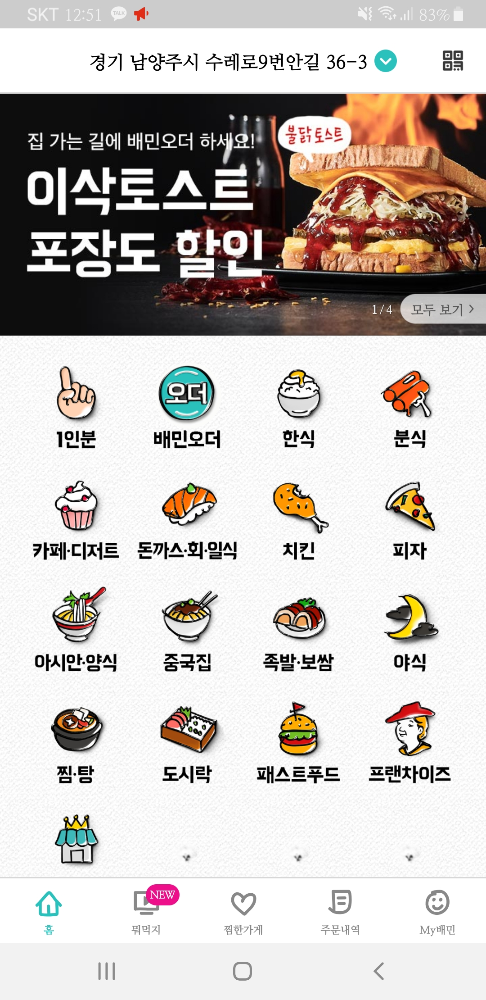 SKT 12:51 TALK 83%
경기 남양주시 수레로9번안길 36-3
집 가는 길에 배민오더 하세요!
불닭토스트
이삭토스트
포장도 할인
1/4 모두 보기 >
오더
1인분 배민오더 한식 분식
카페·디저트 돈까스·회·일식 치킨 피자
아시안·양식 중국집 족발·보쌈 야식
찜·탕 도시락 패스트푸드 프랜차이즈
NEW
홈 뭐먹지 찜한가게 주문내역 My배민